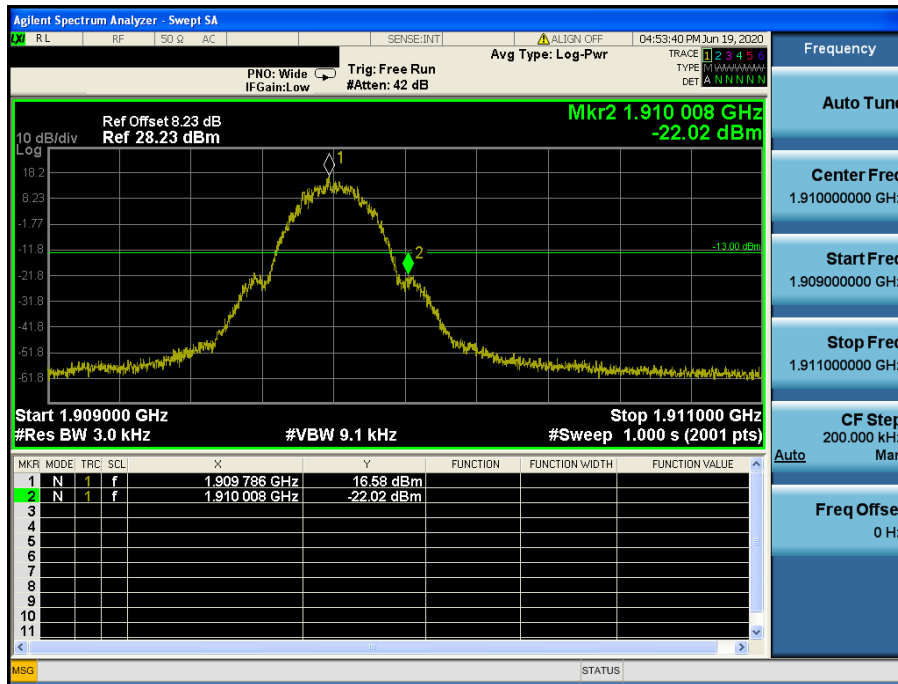 Agilent Spectrum Analyzer - Swept SA
LXI RL RF 50 Ω AC SENSE:INT ALIGN OFF 04:53:40 PM Jun 19, 2020
Frequency
PNO: Wide Trig: Free Run Avg Type: Log-Pwr TRACE 1 2 3 4 5 6
IFGain:Low #Atten: 42 dB TYPE M WWWWW
DET A N N N N N
Auto Tune
Mkr2 1.910 008 GHz
-22.02 dBm
Ref Offset 8.23 dB
10 dB/div Ref 28.23 dBm
Log
18.2
8.23
-1.77
-11.8
-21.8
-31.8
-41.8
-51.8
-61.8
1
2
-13.00 dBm
Center Freq
1.910000000 GHz
Start Freq
1.909000000 GHz
Stop Freq
1.911000000 GHz
Start 1.909000 GHz Stop 1.911000 GHz
#Res BW 3.0 kHz #VBW 9.1 kHz #Sweep 1.000 s (2001 pts)
CF Step
200.000 kHz
Auto Man
MKR MODE TRC SCL X Y FUNCTION FUNCTION WIDTH FUNCTION VALUE
1 N 1 f 1.909 786 GHz 16.58 dBm
2 N 1 f 1.910 008 GHz -22.02 dBm
3
4
5
6
7
8
9
10
11
Freq Offset
0 Hz
MSG STATUS